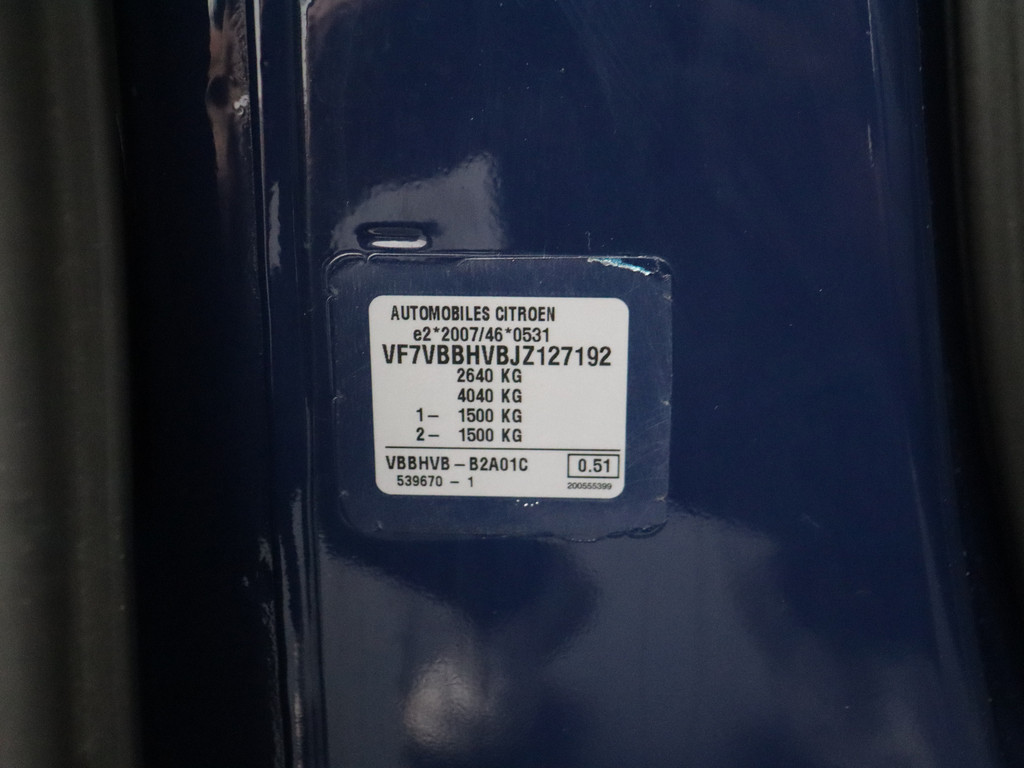 AUTOMOBILES CITROEN
e2*2007/46*0531
VF7VBBHVBJZ127192
2640 KG
4040 KG
1– 1500 KG
2– 1500 KG
VBBHVB – B2A01C 0.51
539670 – 1 200555399